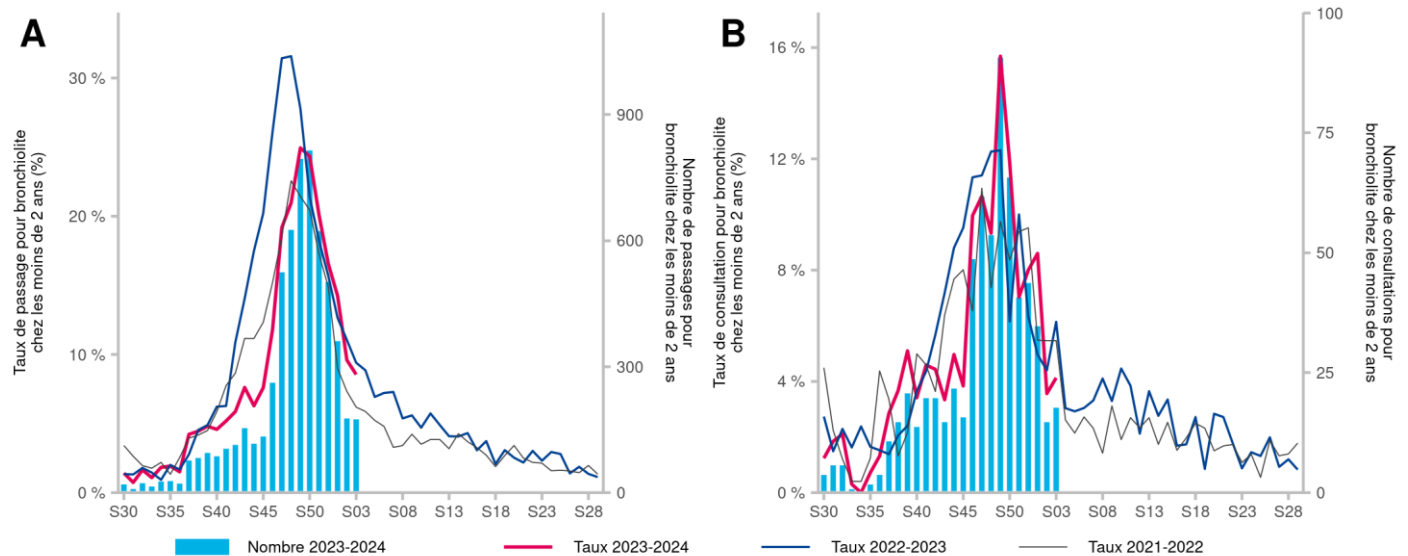 A
Taux de passage pour bronchiolite
chez les moins de 2 ans (%)
30 %
20 %
10 %
0 %
900
600
300
0
Nombre de passages pour
bronchiolite chez les moins de 2 ans
S30 S35 S40 S45 S50 S03 S08 S13 S18 S23 S28
B
Taux de consultation pour bronchiolite
chez les moins de 2 ans (%)
16 %
12 %
8 %
4 %
0 %
100
75
50
25
0
Nombre de consultations pour
bronchiolite chez les moins de 2 ans
S30 S35 S40 S45 S50 S03 S08 S13 S18 S23 S28
Nombre 2023-2024 Taux 2023-2024 Taux 2022-2023 Taux 2021-2022